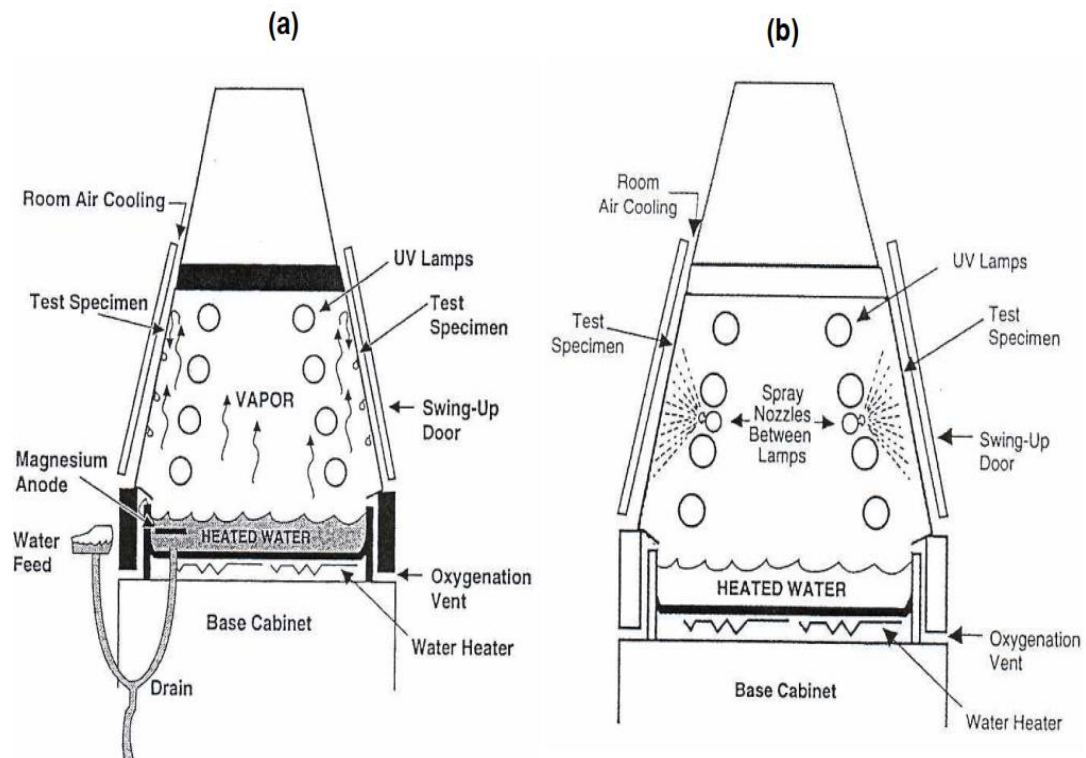 (a)
Room Air Cooling
UV Lamps
Test Specimen
Test
Specimen
VAPOR
Swing-Up
Door
Magnesium
Anode
Water
Feed
HEATED WATER
Oxygenation
Vent
Base Cabinet
Water Heater
Drain
(b)
Room
Air Cooling
UV Lamps
Test
Specimen
Test
Specimen
Spray
Nozzles
Between
Lamps
Swing-Up
Door
HEATED WATER
Oxygenation
Vent
Base Cabinet
Water Heater